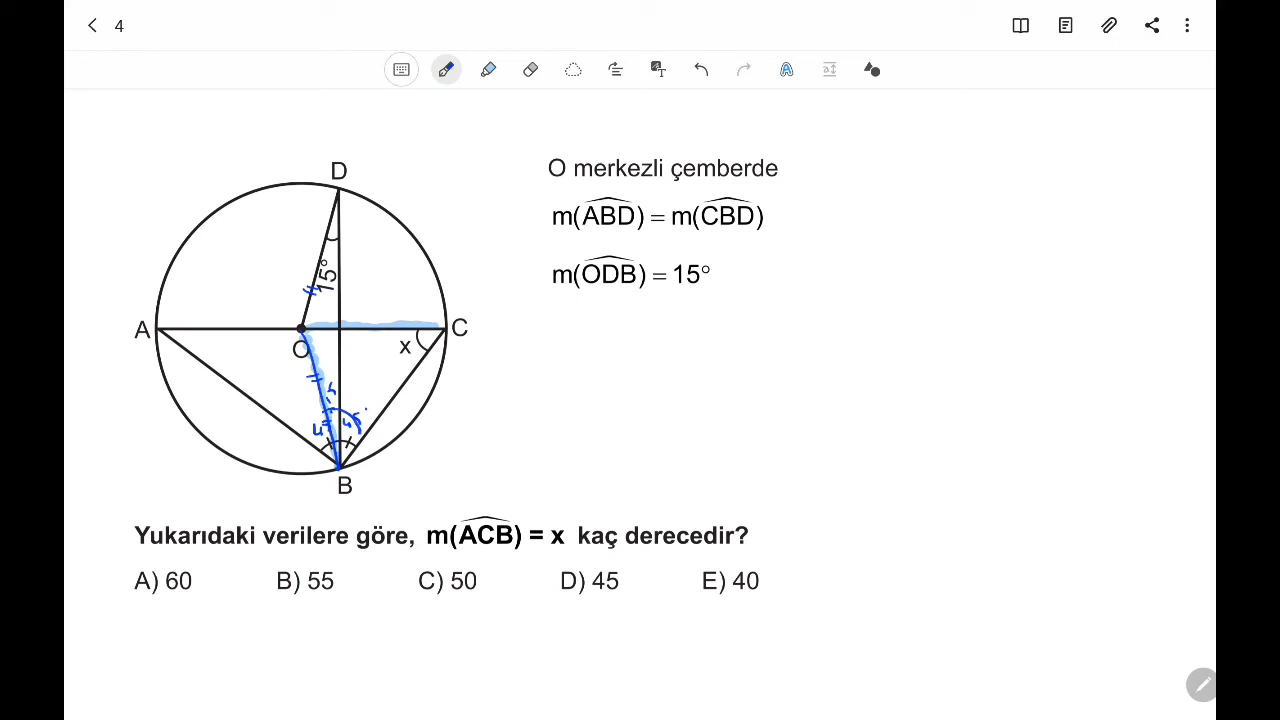 4
D
O merkezli çemberde
m(ABD) = m(CBD)
15°
m(ODB) = 15°
A
C
O
x
B
Yukarıdaki verilere göre, m(ACB) = x kaç derecedir?
A) 60 B) 55 C) 50 D) 45 E) 40